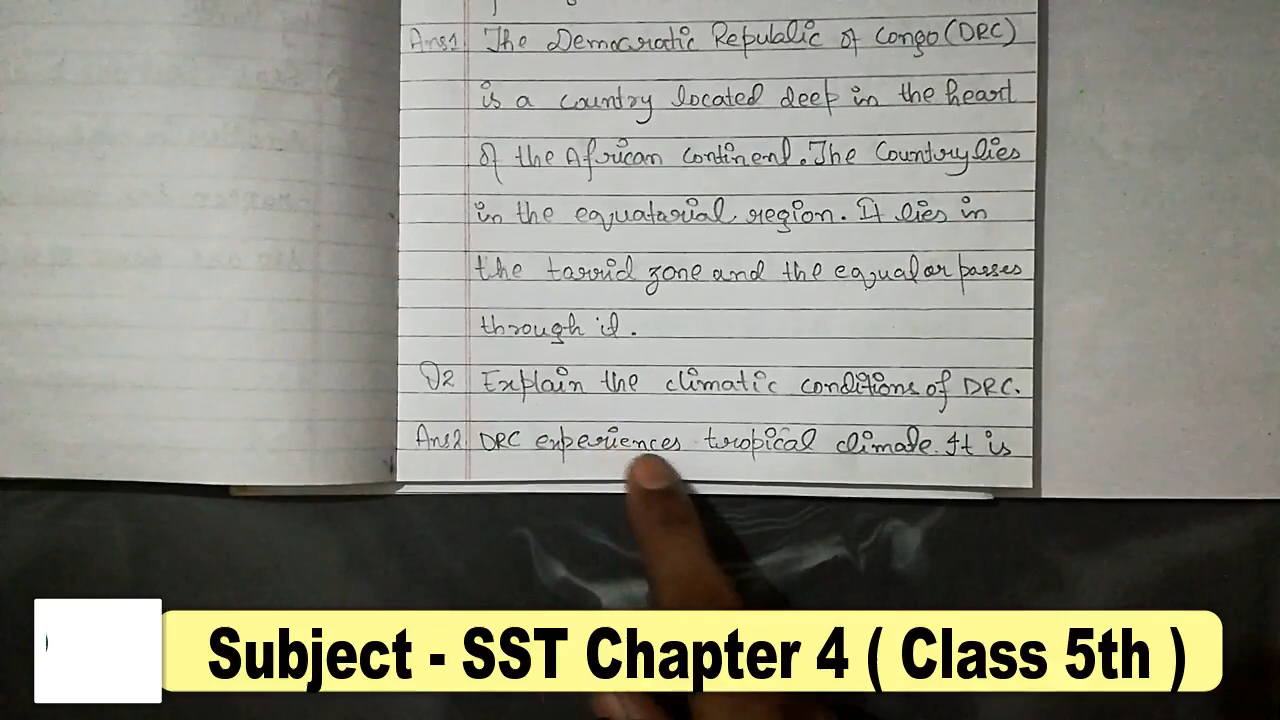 Ans1 The Democratic Republic of Congo (DRC)
is a country located deep in the heart
of the African continent. The Country lies
in the equatarial region. It lies in
the tarrid zone and the equator passes
through it.
Q2 Explain the climatic conditions of DRC.
Ans2 DRC experiences tropical climate. It is
Subject - SST Chapter 4 ( Class 5th )